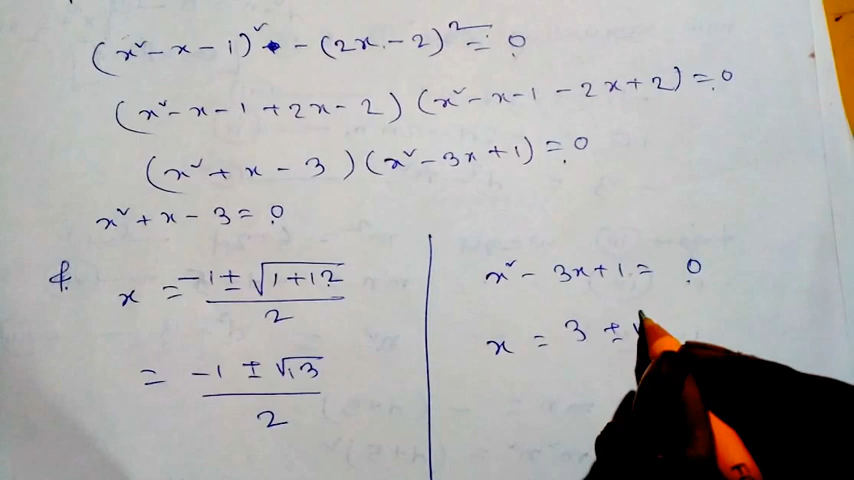 (x² - x - 1)² - (2x - 2)² = 0
(x² - x - 1 + 2x - 2) (x² - x - 1 - 2x + 2) = 0
(x² + x - 3) (x² - 3x + 1) = 0
x² + x - 3 = 0
x = (-1 ± √(1 + 12))/2
= (-1 ± √13)/2
x² - 3x + 1 = 0
x = 3 ±